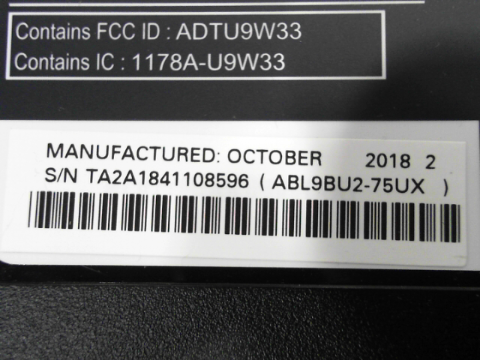 Contains FCC ID : ADTU9W33
Contains IC : 1178A-U9W33
MANUFACTURED: OCTOBER 2018 2
S/N TA2A1841108596 ( ABL9BU2-75UX )